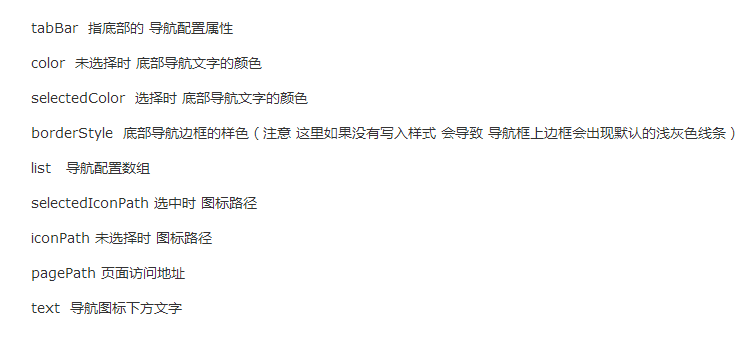 tabBar 指底部的 导航配置属性
color 未选择时 底部导航文字的颜色
selectedColor 选择时 底部导航文字的颜色
borderStyle 底部导航边框的样色（注意 这里如果没有写入样式 会导致 导航框上边框会出现默认的浅灰色线条）
list 导航配置数组
selectedIconPath 选中时 图标路径
iconPath 未选择时 图标路径
pagePath 页面访问地址
text 导航图标下方文字